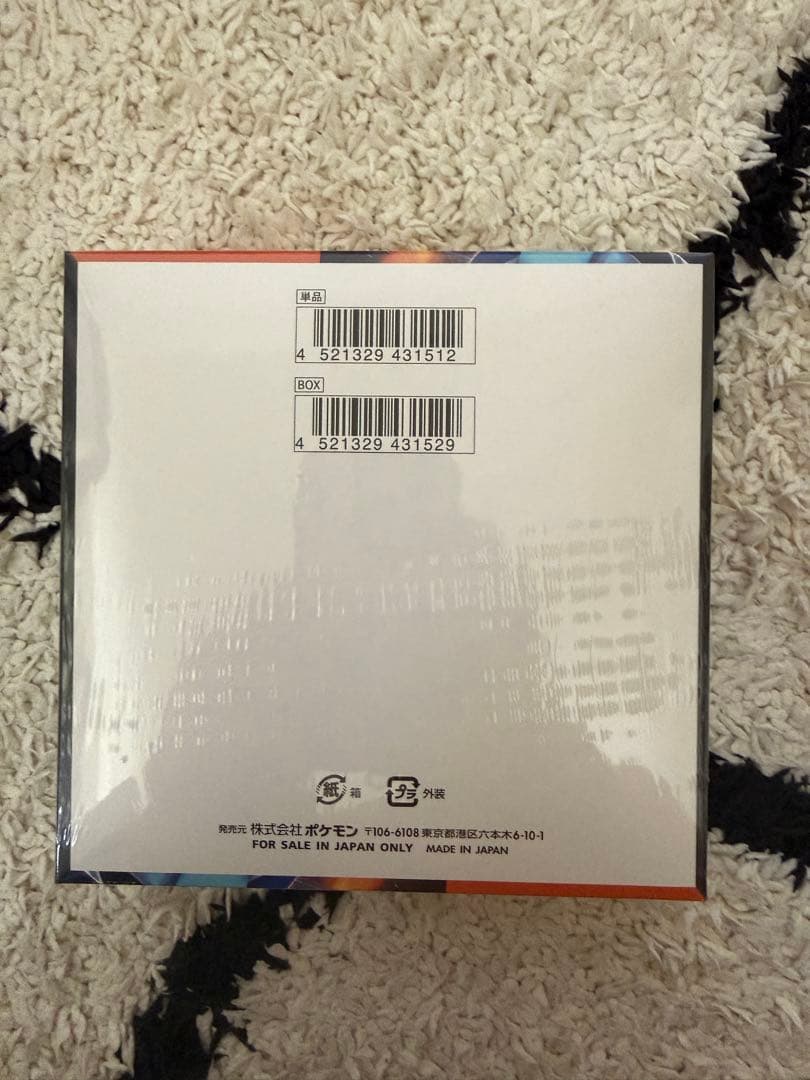 単品
4 521329 431512
BOX
4 521329 431529
紙 箱 プラ 外装
発売元 株式会社ポケモン 〒106-6108 東京都港区六本木6-10-1
FOR SALE IN JAPAN ONLY MADE IN JAPAN